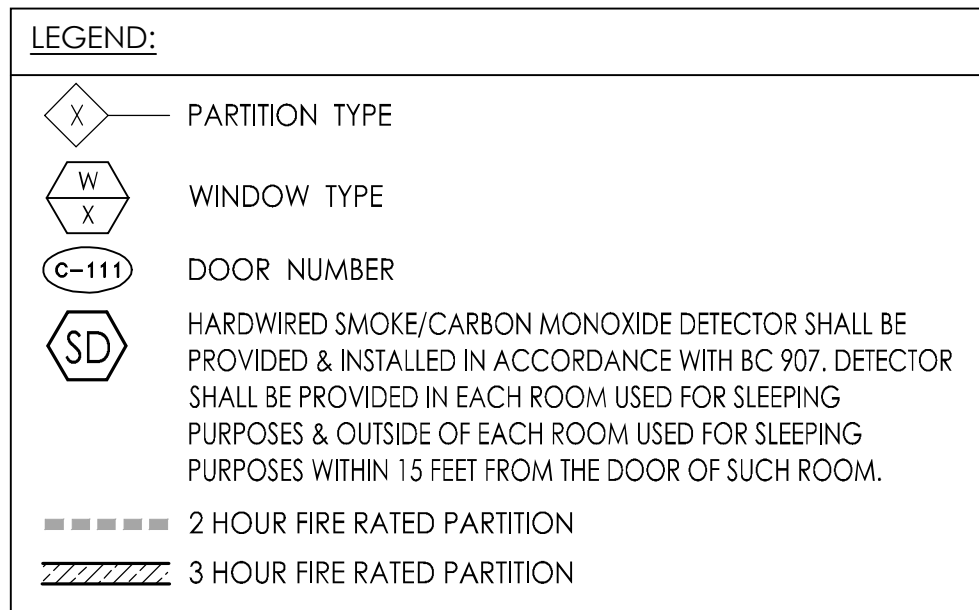 LEGEND:
X PARTITION TYPE
W
X
WINDOW TYPE
C-111 DOOR NUMBER
SD
HARDWIRED SMOKE/CARBON MONOXIDE DETECTOR SHALL BE
PROVIDED & INSTALLED IN ACCORDANCE WITH BC 907. DETECTOR
SHALL BE PROVIDED IN EACH ROOM USED FOR SLEEPING
PURPOSES & OUTSIDE OF EACH ROOM USED FOR SLEEPING
PURPOSES WITHIN 15 FEET FROM THE DOOR OF SUCH ROOM.
2 HOUR FIRE RATED PARTITION
3 HOUR FIRE RATED PARTITION